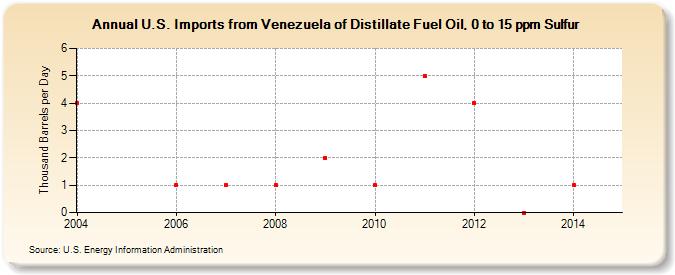 Annual U.S. Imports from Venezuela of Distillate Fuel Oil, 0 to 15 ppm Sulfur
Thousand Barrels per Day
6
5
4
3
2
1
0
2004 2006 2008 2010 2012 2014
Source: U.S. Energy Information Administration